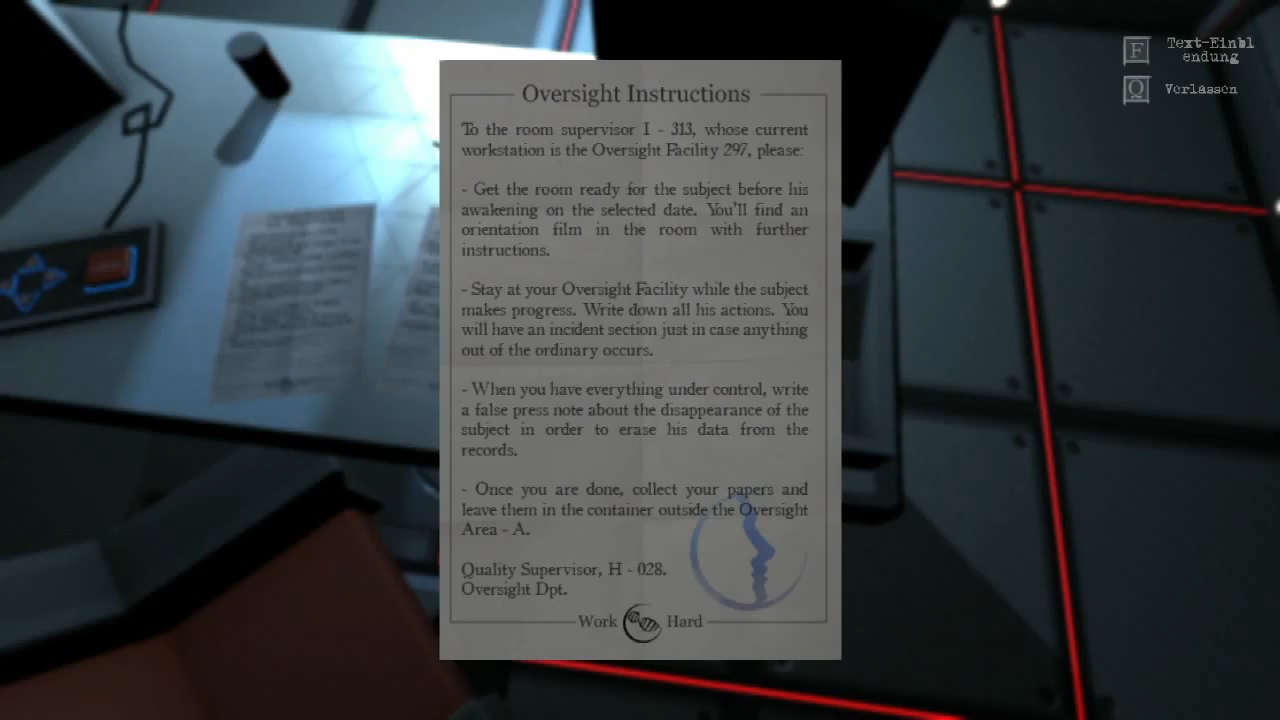 Oversight Instructions
To the room supervisor I - 313, whose current
workstation is the Oversight Facility 297, please:
- Get the room ready for the subject before his
awakening on the selected date. You'll find an
orientation film in the room with further
instructions.
- Stay at your Oversight Facility while the subject
makes progress. Write down all his actions. You
will have an incident section just in case anything
out of the ordinary occurs.
- When you have everything under control, write
a false press note about the disappearance of the
subject in order to erase his data from the
records.
- Once you are done, collect your papers and
leave them in the container outside the Oversight
Area - A.
Quality Supervisor, H - 028.
Oversight Dpt.
Work Hard
F Text-Einbl
endung
Q Verlassen